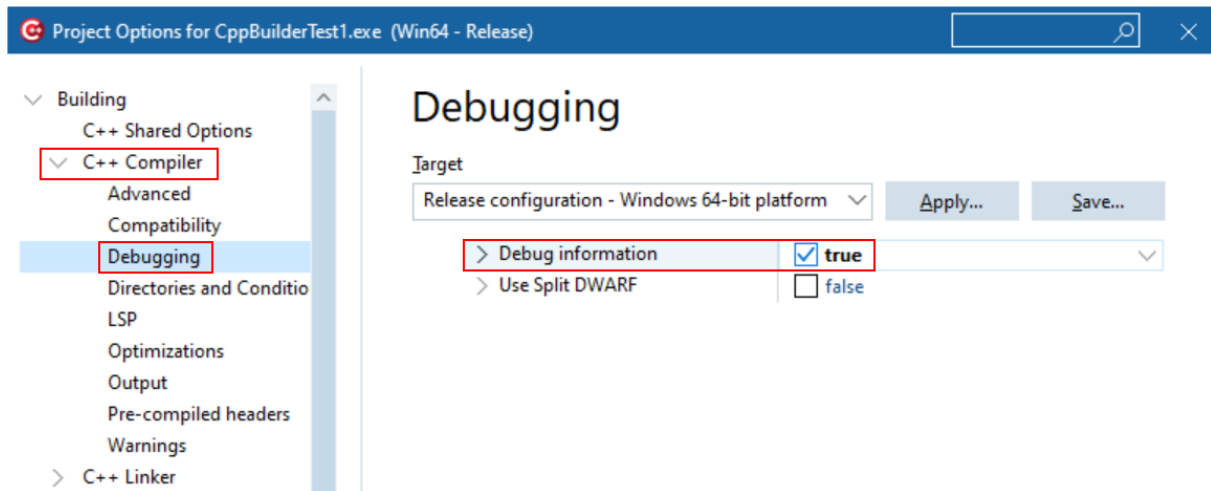 Project Options for CppBuilderTest1.exe (Win64 - Release)
Building
C++ Shared Options
C++ Compiler
Advanced
Compatibility
Debugging
Directories and Conditio
LSP
Optimizations
Output
Pre-compiled headers
Warnings
C++ Linker
Debugging
Target
Release configuration - Windows 64-bit platform
Apply...
Save...
Debug information
true
Use Split DWARF
false